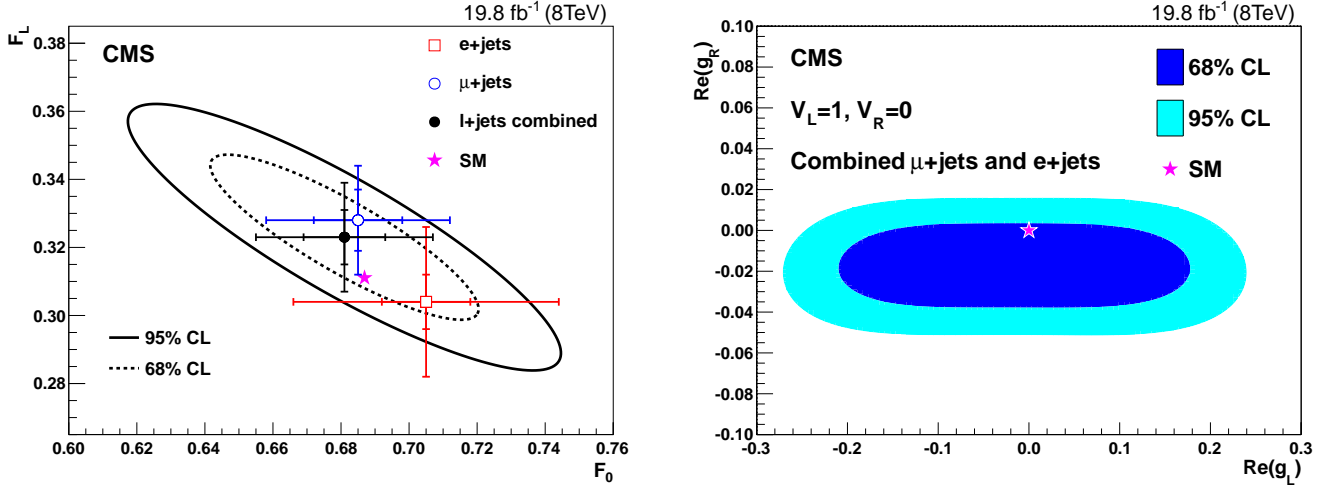 19.8 fb⁻¹ (8TeV)
F_L
0.38
0.36
0.34
0.32
0.30
0.28
CMS
e+jets
μ+jets
l+jets combined
SM
95% CL
68% CL
0.60 0.62 0.64 0.66 0.68 0.70 0.72 0.74 0.76
F₀
19.8 fb⁻¹ (8TeV)
Re(g_R)
0.10
0.08
0.06
0.04
0.02
0.00
-0.02
-0.04
-0.06
-0.08
-0.10
CMS
V_L=1, V_R=0
Combined μ+jets and e+jets
68% CL
95% CL
SM
-0.3 -0.2 -0.1 0.0 0.1 0.2 0.3
Re(g_L)